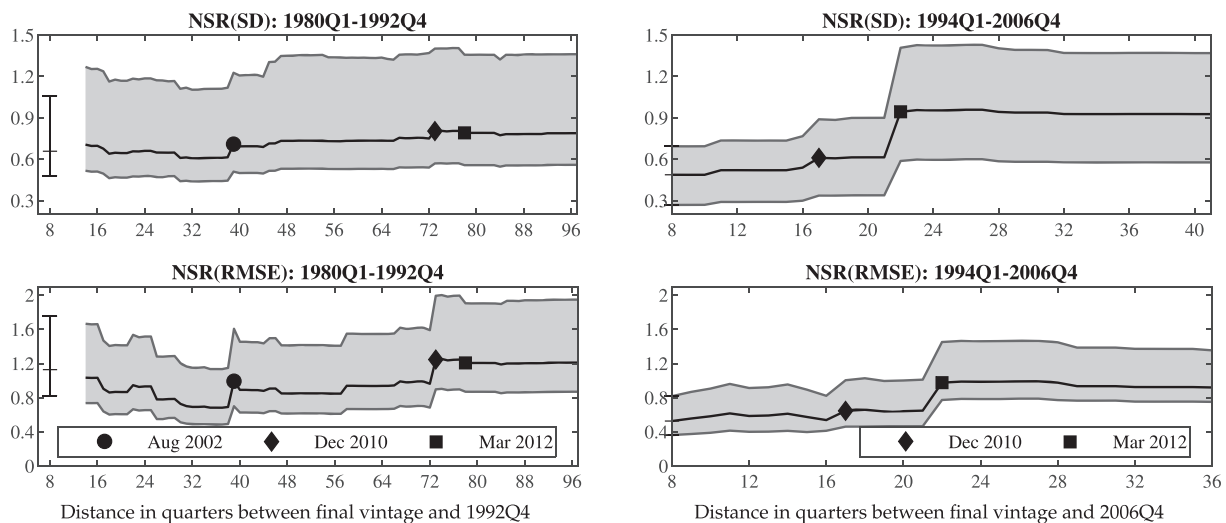 NSR(SD): 1980Q1-1992Q4
1.5
1.2
0.9
0.6
0.3
8 16 24 32 40 48 56 64 72 80 88 96
NSR(SD): 1994Q1-2006Q4
1.5
1.2
0.9
0.6
0.3
8 12 16 20 24 28 32 36 40
NSR(RMSE): 1980Q1-1992Q4
2
1.6
1.2
0.8
0.4
0
Aug 2002 Dec 2010 Mar 2012
8 16 24 32 40 48 56 64 72 80 88 96
Distance in quarters between final vintage and 1992Q4
NSR(RMSE): 1994Q1-2006Q4
2
1.6
1.2
0.8
0.4
0
Dec 2010 Mar 2012
8 12 16 20 24 28 32 36
Distance in quarters between final vintage and 2006Q4